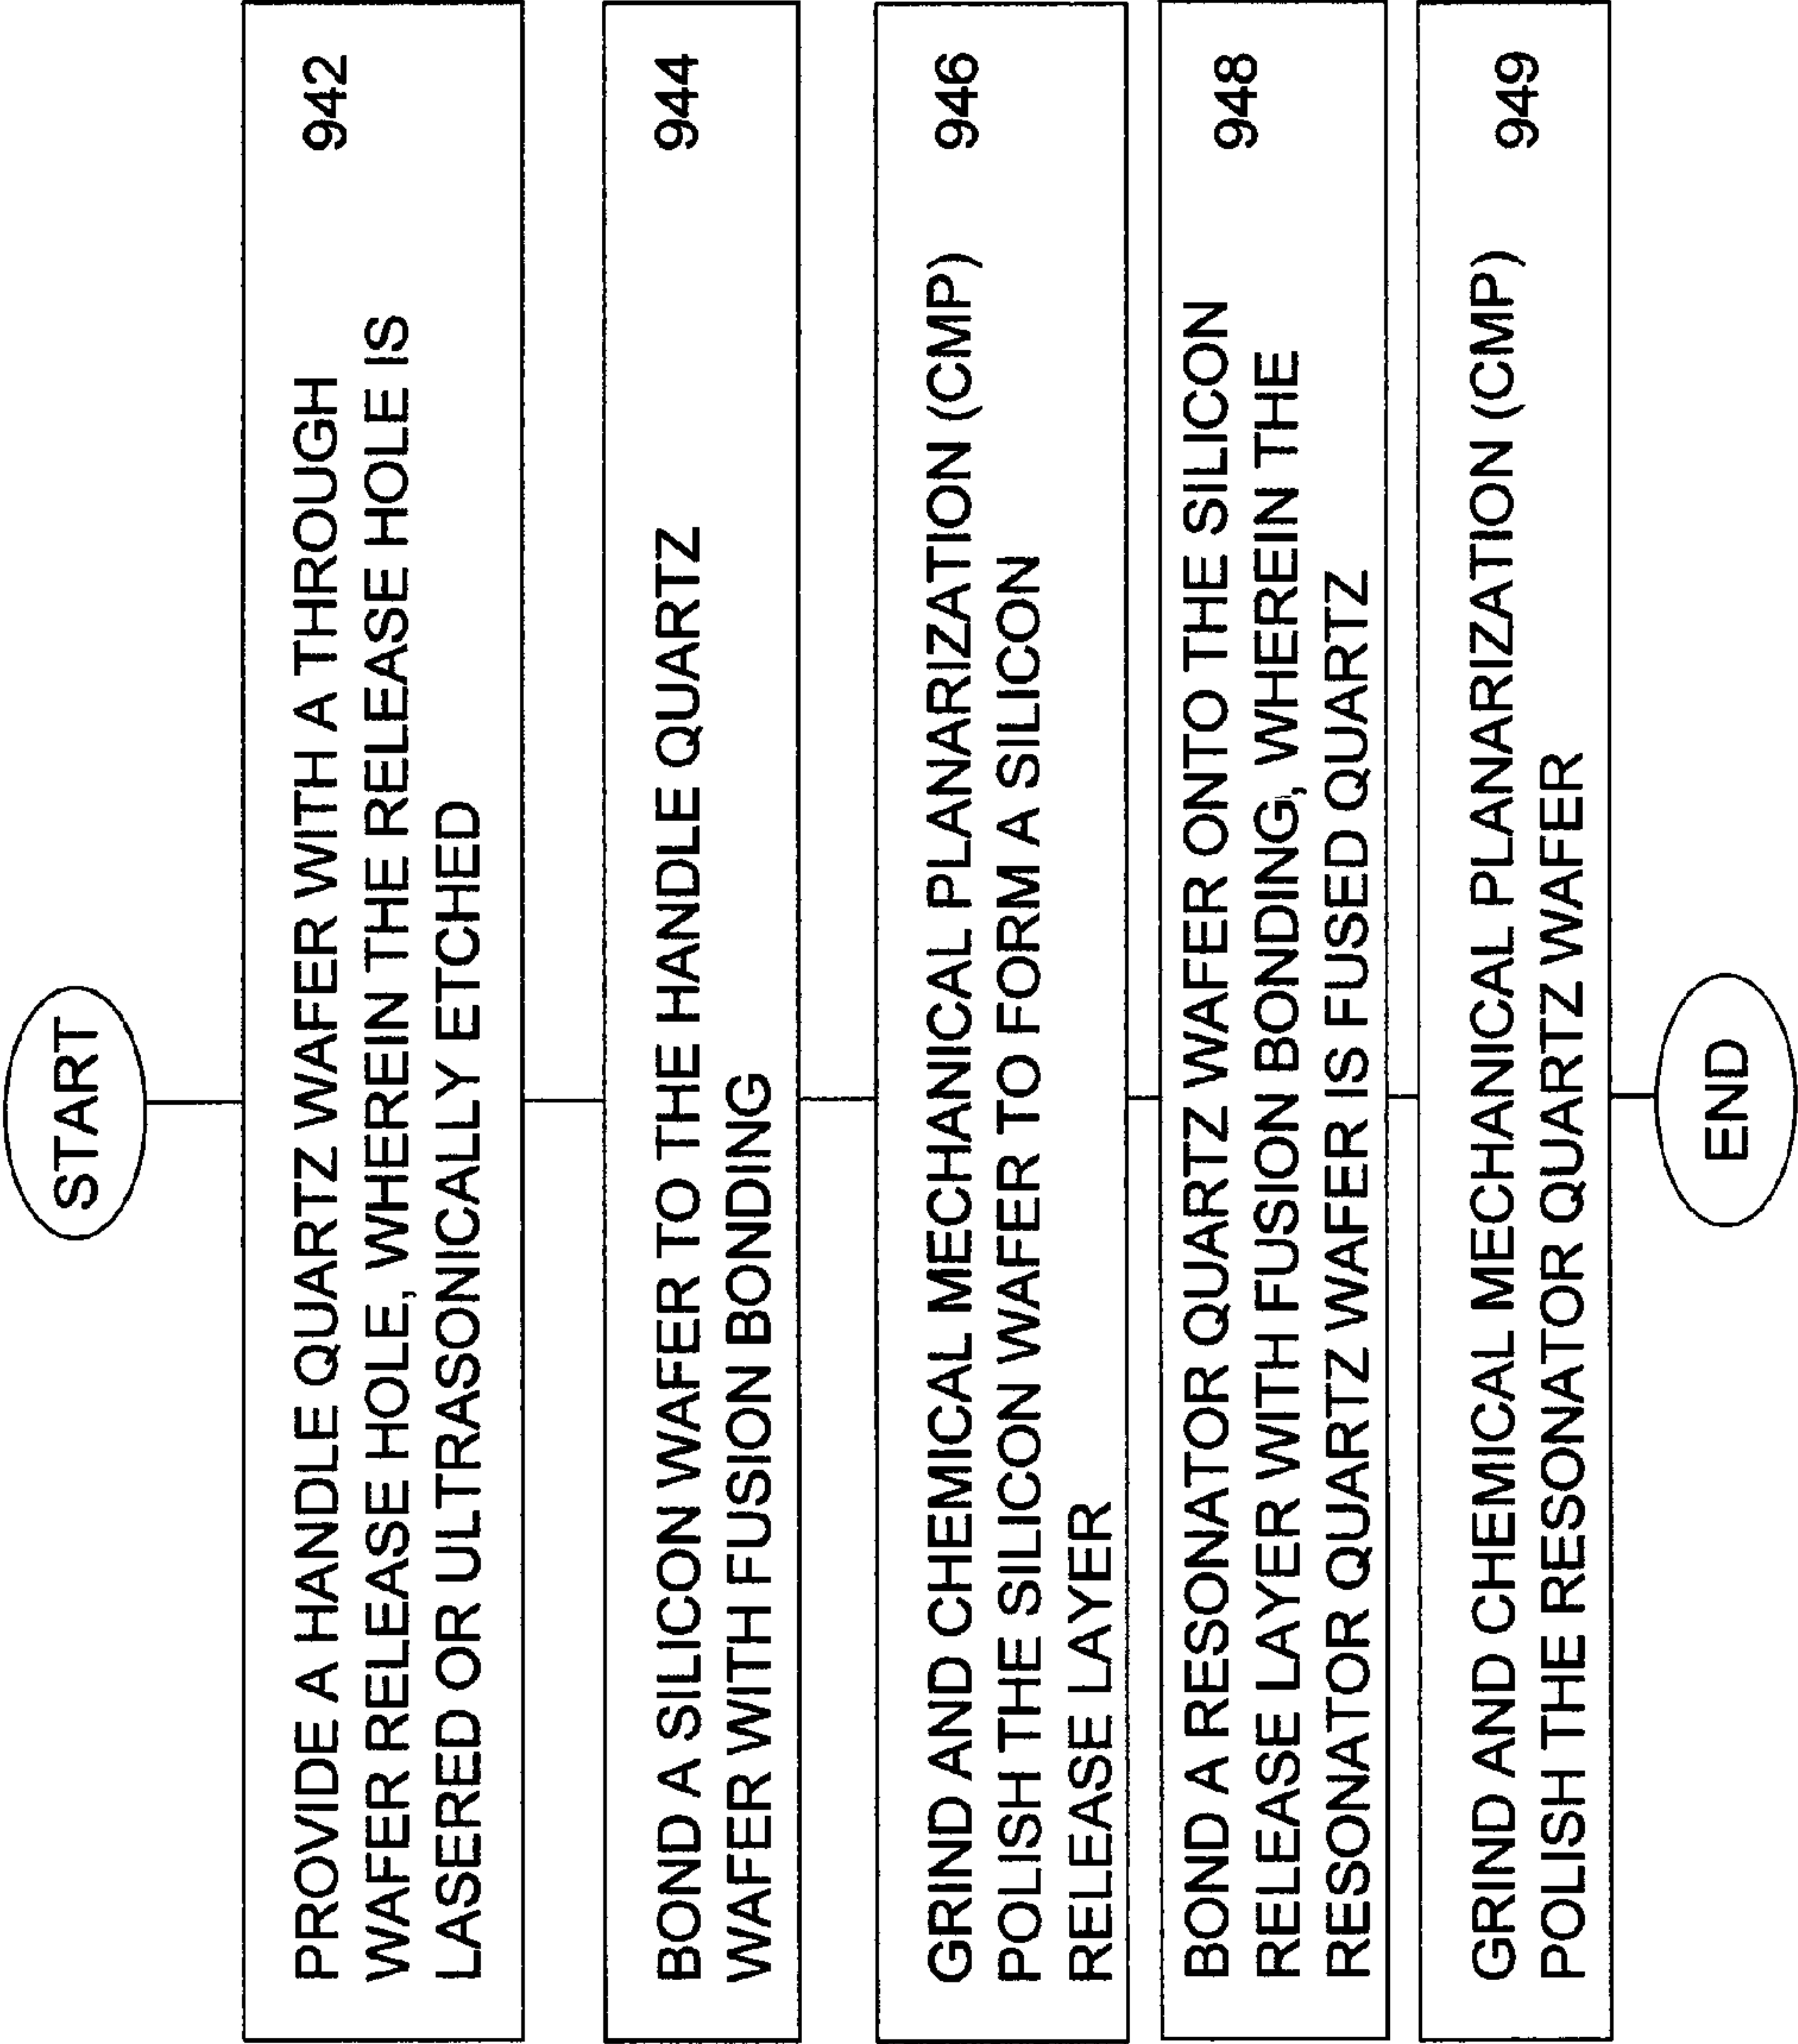 START
PROVIDE A HANDLE QUARTZ WAFER WITH A THROUGH 942
WAFER RELEASE HOLE, WHEREIN THE RELEASE HOLE IS
LASERED OR ULTRASONICALLY ETCHED
BOND A SILICON WAFER TO THE HANDLE QUARTZ 944
WAFER WITH FUSION BONDING
GRIND AND CHEMICAL MECHANICAL PLANARIZATION (CMP) 946
POLISH THE SILICON WAFER TO FORM A SILICON
RELEASE LAYER
BOND A RESONATOR QUARTZ WAFER ONTO THE SILICON 948
RELEASE LAYER WITH FUSION BONDING, WHEREIN THE
RESONATOR QUARTZ WAFER IS FUSED QUARTZ
GRIND AND CHEMICAL MECHANICAL PLANARIZATION (CMP) 949
POLISH THE RESONATOR QUARTZ WAFER
END